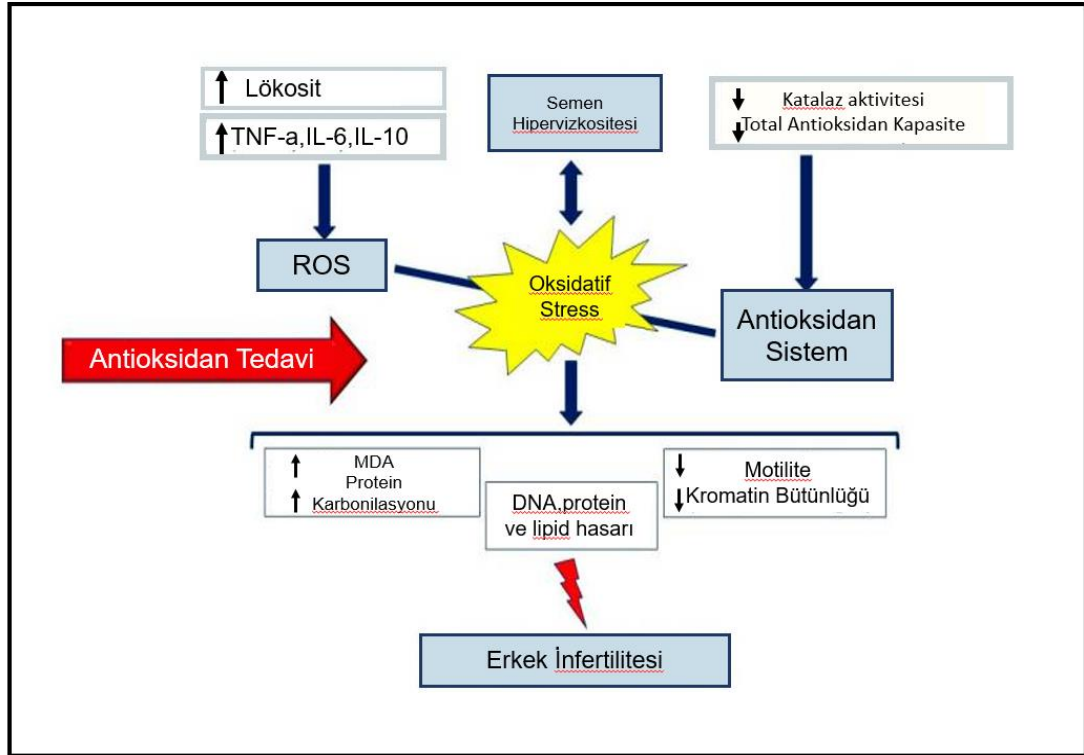 Lökosit
TNF-a,IL-6,IL-10
Semen
Hipervizkositesi
Katalaz aktivitesi
Total Antioksidan Kapasite
ROS
Oksidatif
Stress
Antioksidan
Sistem
Antioksidan Tedavi
MDA
Protein
Karbonilasyonu
DNA,protein
ve lipid hasarı
Motilite
Kromatin Bütünlüğü
Erkek İnfertilitesi